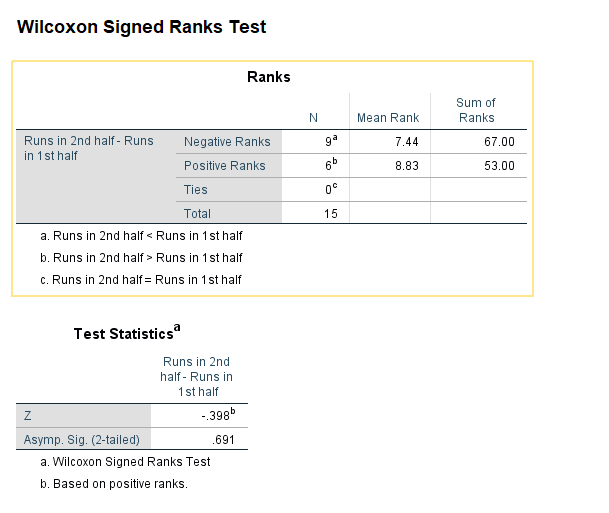 Wilcoxon Signed Ranks Test
Ranks
N Mean Rank Sum of Ranks
Runs in 2nd half - Runs in 1st half Negative Ranks 9a 7.44 67.00
Positive Ranks 6b 8.83 53.00
Ties 0c
Total 15
a. Runs in 2nd half < Runs in 1st half
b. Runs in 2nd half > Runs in 1st half
c. Runs in 2nd half = Runs in 1st half
Test Statisticsa
Runs in 2nd
half - Runs in
1st half
Z -.398b
Asymp. Sig. (2-tailed) .691
a. Wilcoxon Signed Ranks Test
b. Based on positive ranks.